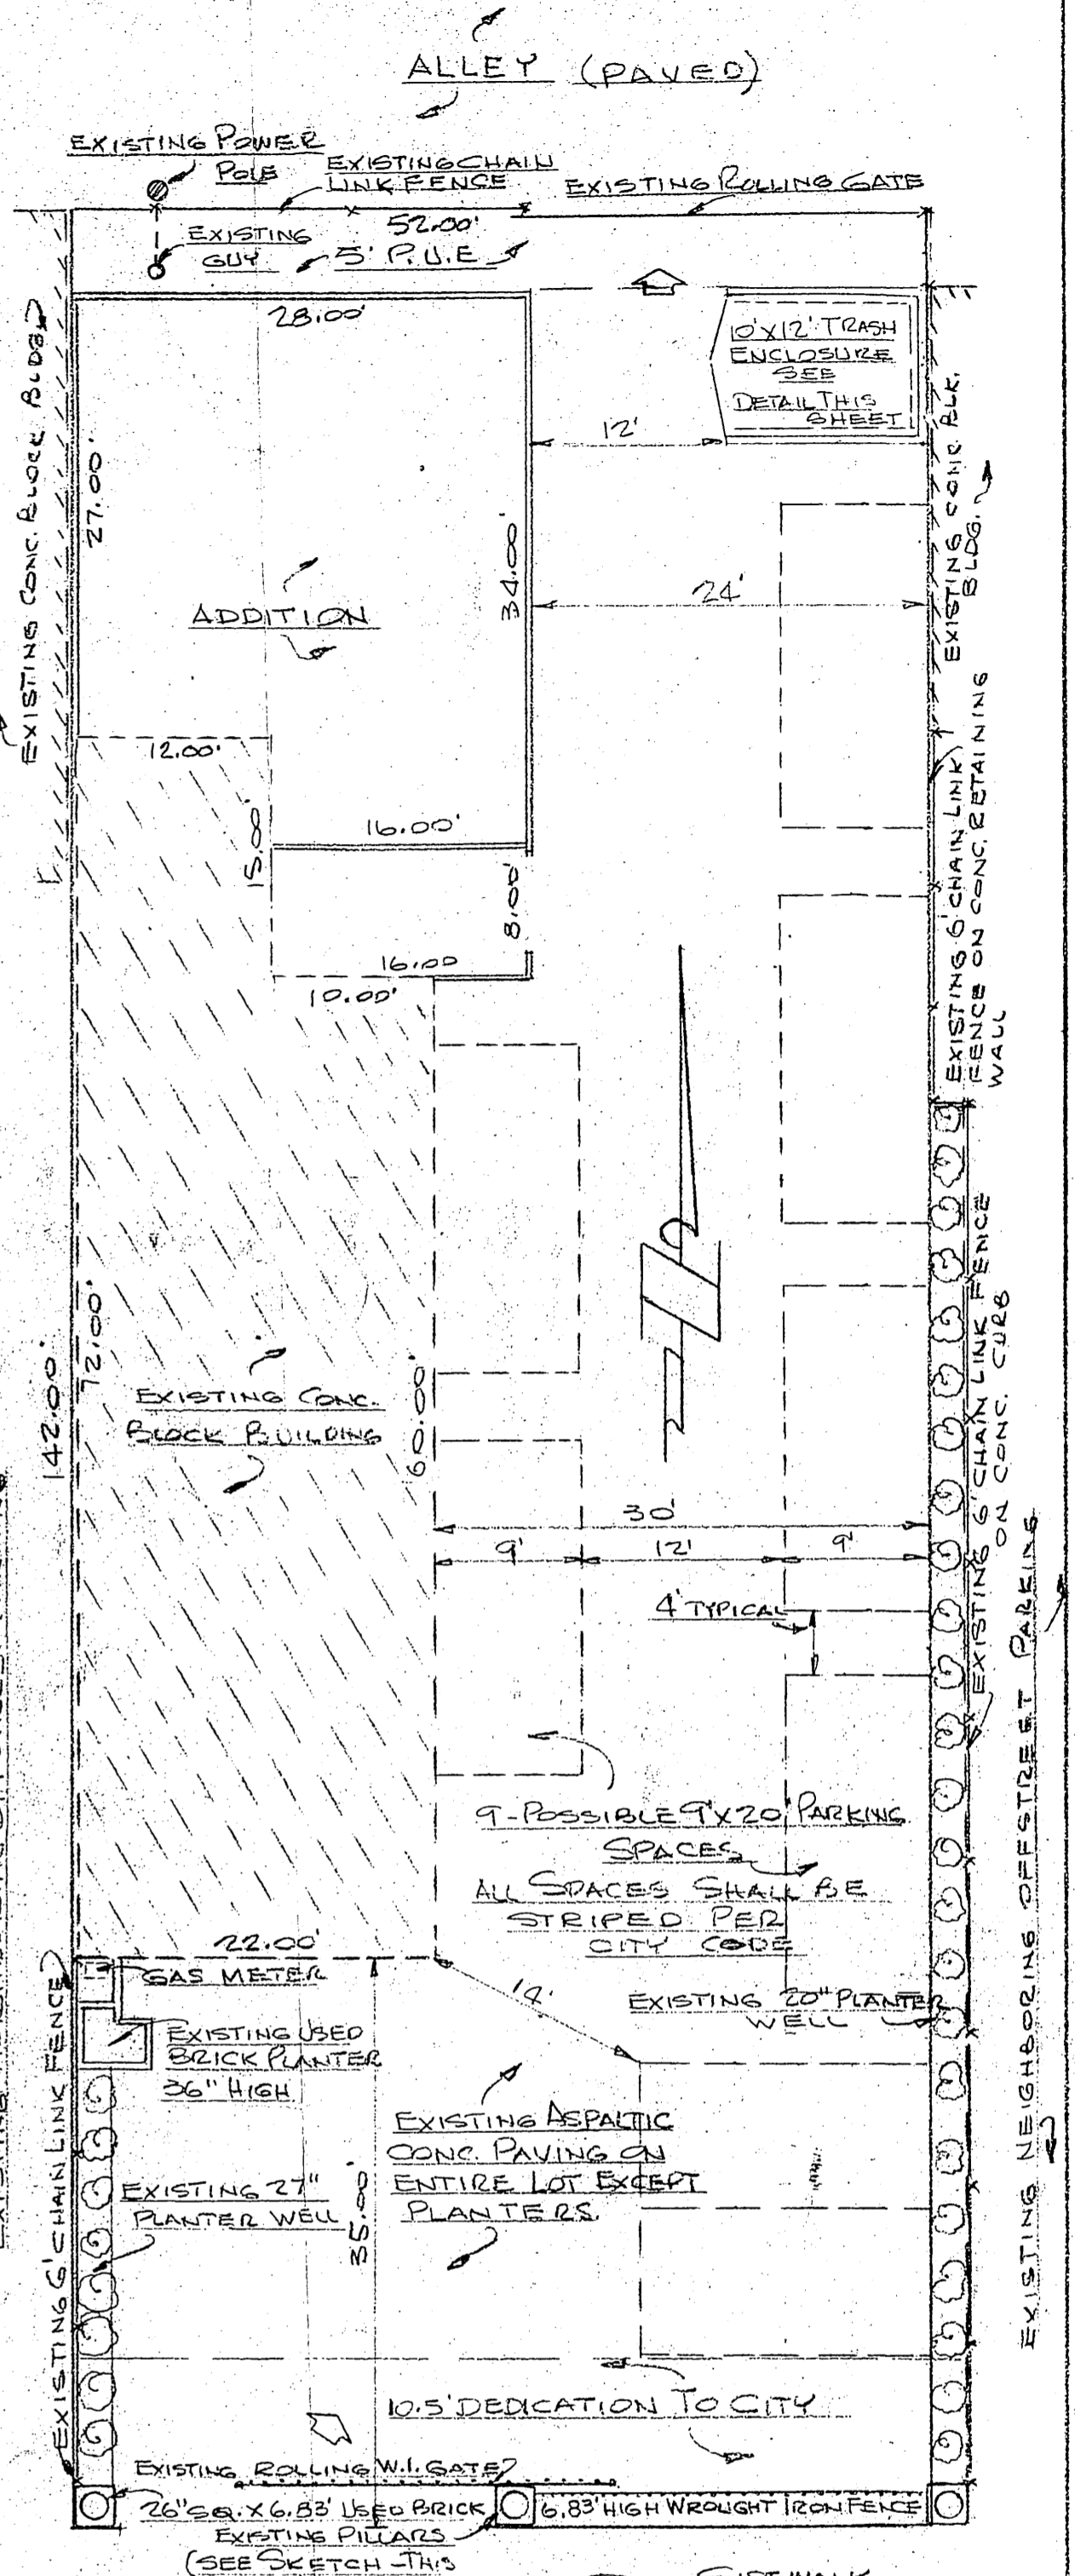 ALLEY (PAVED)
EXISTING POWER
POLE
EXISTING CHAIN
LINK FENCE
EXISTING ROLLING GATE
52.00'
EXISTING
GUY
5' P.U.E
28.00'
10'X12' TRASH
ENCLOSURE
SEE
DETAIL THIS
SHEET
12'
EXISTING CONC. BLOCK BLDG.
27.00'
34.00'
24'
ADDITION
EXISTING CONC. BLK.
BLDG.
12.00'
15.00'
16.00'
8.00'
16.00
10.00'
EXISTING 6' CHAIN LINK
FENCE ON CONC. RETAINING
WALL
142.00'
72.00'
EXISTING CONC.
BLOCK BUILDING
60.00'
30'
9'
12'
9'
4' TYPICAL
EXISTING 6' CHAIN LINK FENCE
ON CONC. CURB
EXISTING NEIGHBORING OFFSTREET PARKING
9-POSSIBLE 9'X20' PARKING
SPACES
ALL SPACES SHALL BE
STRIPED PER
CITY CODE
22.00'
GAS METER
EXISTING 20" PLANTER
WELL
EXISTING USED
BRICK PLANTER
36" HIGH
EXISTING 6' CHAIN LINK FENCE
EXISTING ASPALTIC
CONC. PAVING ON
ENTIRE LOT EXCEPT
PLANTERS.
EXISTING 27"
PLANTER WELL
35.00'
10.5' DEDICATION TO CITY
EXISTING ROLLING W.I. GATE
26" SQ. X 6.83' USED BRICK
EXISTING PILLARS
(SEE SKETCH - THIS
6.83' HIGH WROUGHT IRON FENCE